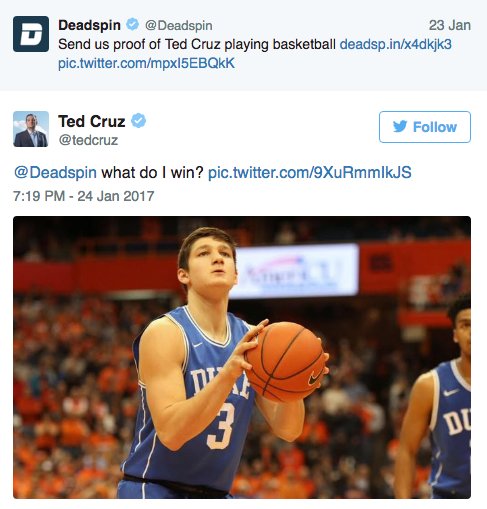 Deadspin @Deadspin 23 Jan
Send us proof of Ted Cruz playing basketball deadsp.in/x4dkjk3
pic.twitter.com/mpxI5EBQkK
Ted Cruz
@tedcruz
Follow
@Deadspin what do I win? pic.twitter.com/9XuRmmlkJS
7:19 PM - 24 Jan 2017
DUKE
3
DU